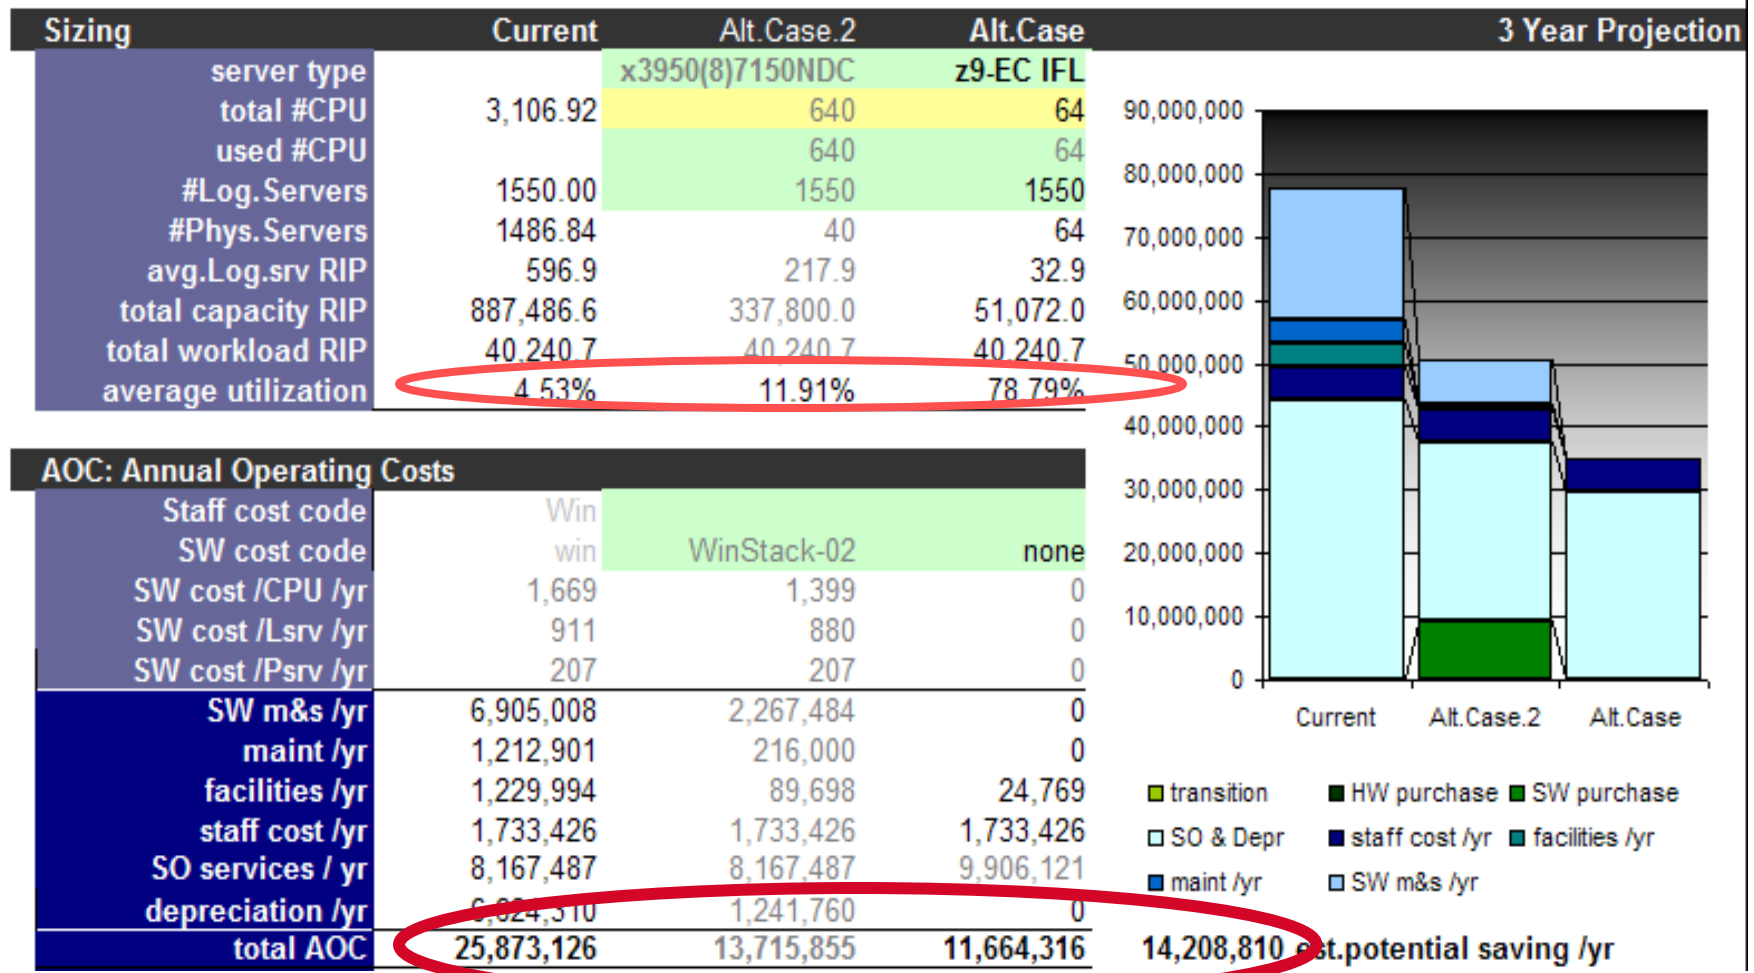 Sizing Current Alt.Case.2 Alt.Case 3 Year Projection
server type x3950(8)7150NDC z9-EC IFL
total #CPU 3,106.92 640 64
used #CPU 640 64
#Log.Servers 1550.00 1550 1550
#Phys.Servers 1486.84 40 64
avg.Log.srv RIP 596.9 217.9 32.9
total capacity RIP 887,486.6 337,800.0 51,072.0
total workload RIP 40,240.7 40,240.7 40,240.7
average utilization 4.53% 11.91% 78.79%
AOC: Annual Operating Costs
Staff cost code Win
SW cost code win WinStack-02 none
SW cost /CPU /yr 1,669 1,399 0
SW cost /Lsrv /yr 911 880 0
SW cost /Psrv /yr 207 207 0
SW m&s /yr 6,905,008 2,267,484 0
maint /yr 1,212,901 216,000 0
facilities /yr 1,229,994 89,698 24,769
staff cost /yr 1,733,426 1,733,426 1,733,426
SO services / yr 8,167,487 8,167,487 9,906,121
depreciation /yr 6,624,310 1,241,760 0
total AOC 25,873,126 13,715,855 11,664,316 14,208,810 est.potential saving /yr
90,000,000
80,000,000
70,000,000
60,000,000
50,000,000
40,000,000
30,000,000
20,000,000
10,000,000
0
Current Alt.Case.2 Alt.Case
transition HW purchase SW purchase
SO & Depr staff cost /yr facilities /yr
maint /yr SW m&s /yr